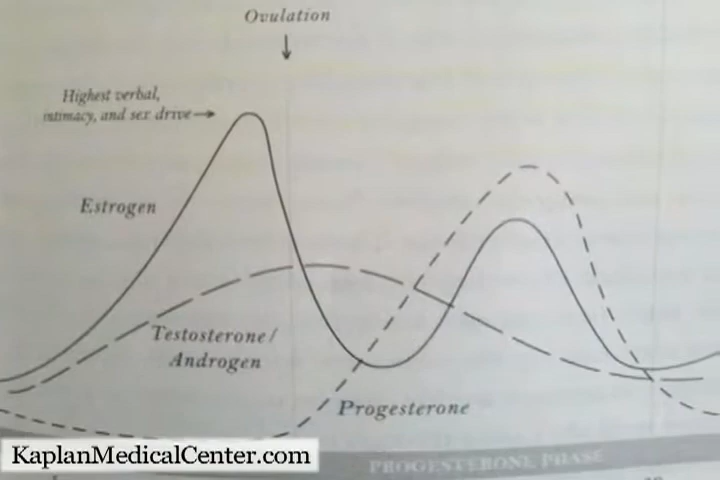 Ovulation
Highest verbal,
intimacy, and sex drive
Estrogen
Testosterone/
Androgen
Progesterone
KaplanMedicalCenter.com
PROGESTERONE PHASE